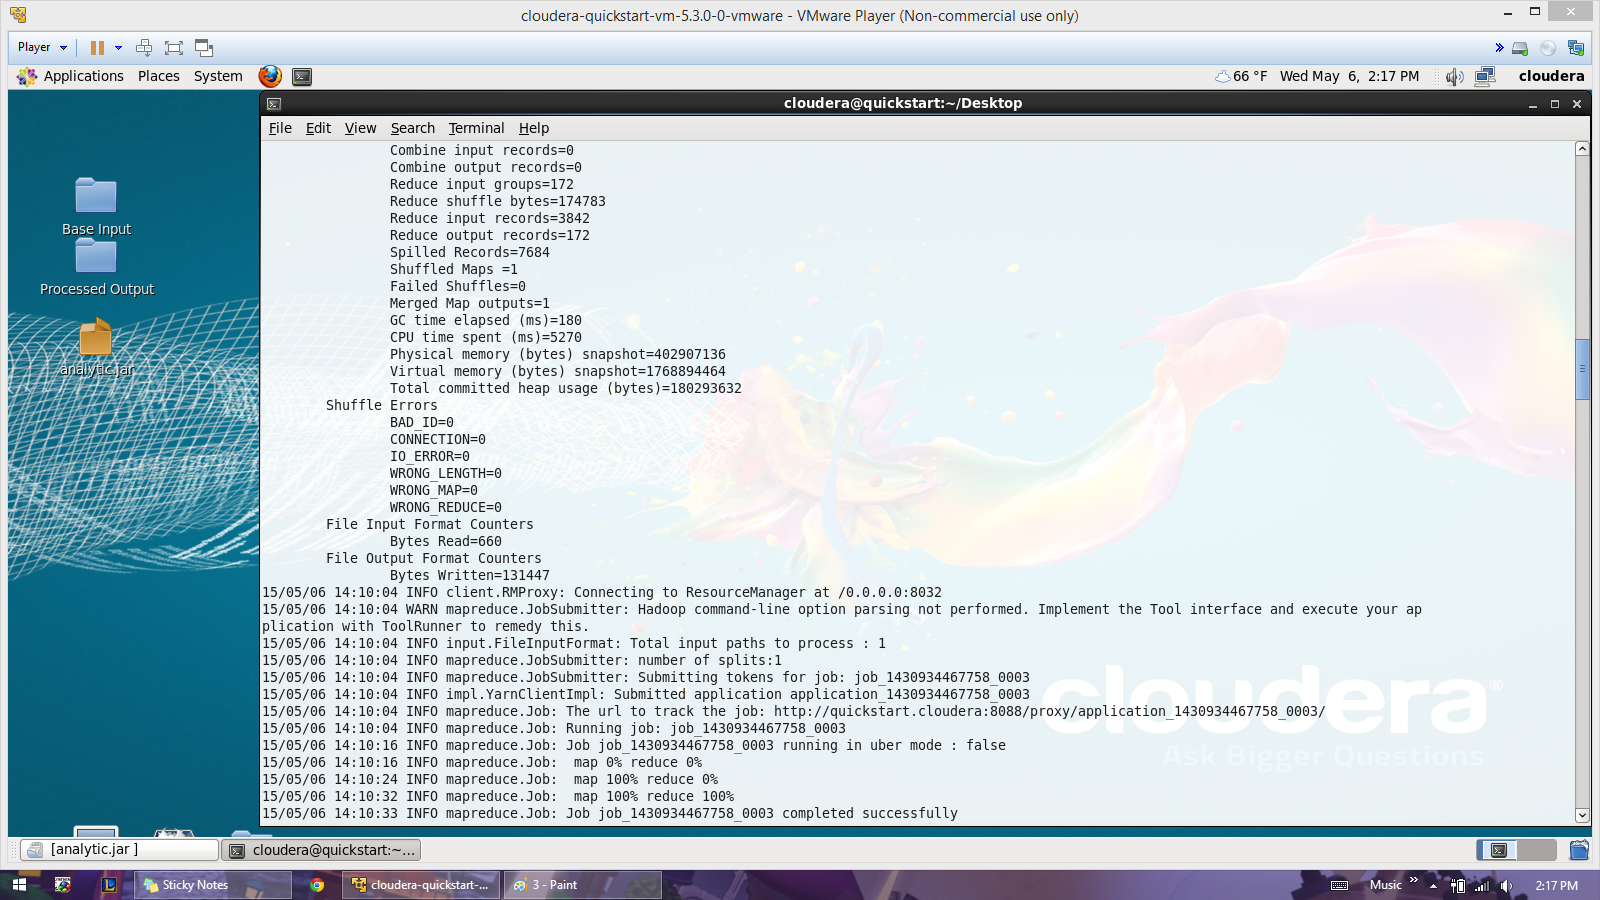 cloudera-quickstart-vm-5.3.0-0-vmware - VMware Player (Non-commercial use only)
Player
Applications Places System 66 °F Wed May 6, 2:17 PM cloudera
cloudera@quickstart:~/Desktop
File Edit View Search Terminal Help
Combine input records=0
Combine output records=0
Reduce input groups=172
Reduce shuffle bytes=174783
Reduce input records=3842
Reduce output records=172
Spilled Records=7684
Shuffled Maps =1
Failed Shuffles=0
Merged Map outputs=1
GC time elapsed (ms)=180
CPU time spent (ms)=5270
Physical memory (bytes) snapshot=402907136
Virtual memory (bytes) snapshot=1768894464
Total committed heap usage (bytes)=180293632
Shuffle Errors
BAD_ID=0
CONNECTION=0
IO_ERROR=0
WRONG_LENGTH=0
WRONG_MAP=0
WRONG_REDUCE=0
File Input Format Counters
Bytes Read=660
File Output Format Counters
Bytes Written=131447
15/05/06 14:10:04 INFO client.RMProxy: Connecting to ResourceManager at /0.0.0.0:8032
15/05/06 14:10:04 WARN mapreduce.JobSubmitter: Hadoop command-line option parsing not performed. Implement the Tool interface and execute your ap
plication with ToolRunner to remedy this.
15/05/06 14:10:04 INFO input.FileInputFormat: Total input paths to process : 1
15/05/06 14:10:04 INFO mapreduce.JobSubmitter: number of splits:1
15/05/06 14:10:04 INFO mapreduce.JobSubmitter: Submitting tokens for job: job_1430934467758_0003
15/05/06 14:10:04 INFO impl.YarnClientImpl: Submitted application application_1430934467758_0003
15/05/06 14:10:04 INFO mapreduce.Job: The url to track the job: http://quickstart.cloudera:8088/proxy/application_1430934467758_0003/
15/05/06 14:10:04 INFO mapreduce.Job: Running job: job_1430934467758_0003
15/05/06 14:10:16 INFO mapreduce.Job: Job job_1430934467758_0003 running in uber mode : false
15/05/06 14:10:16 INFO mapreduce.Job:  map 0% reduce 0%
15/05/06 14:10:24 INFO mapreduce.Job:  map 100% reduce 0%
15/05/06 14:10:32 INFO mapreduce.Job:  map 100% reduce 100%
15/05/06 14:10:33 INFO mapreduce.Job: Job job_1430934467758_0003 completed successfully
cloudera®
Ask Bigger Questions
Base Input
Processed Output
analytic.jar
[analytic.jar ] cloudera@quickstart:~...
Sticky Notes cloudera-quickstart-... 3 - Paint Music 2:17 PM